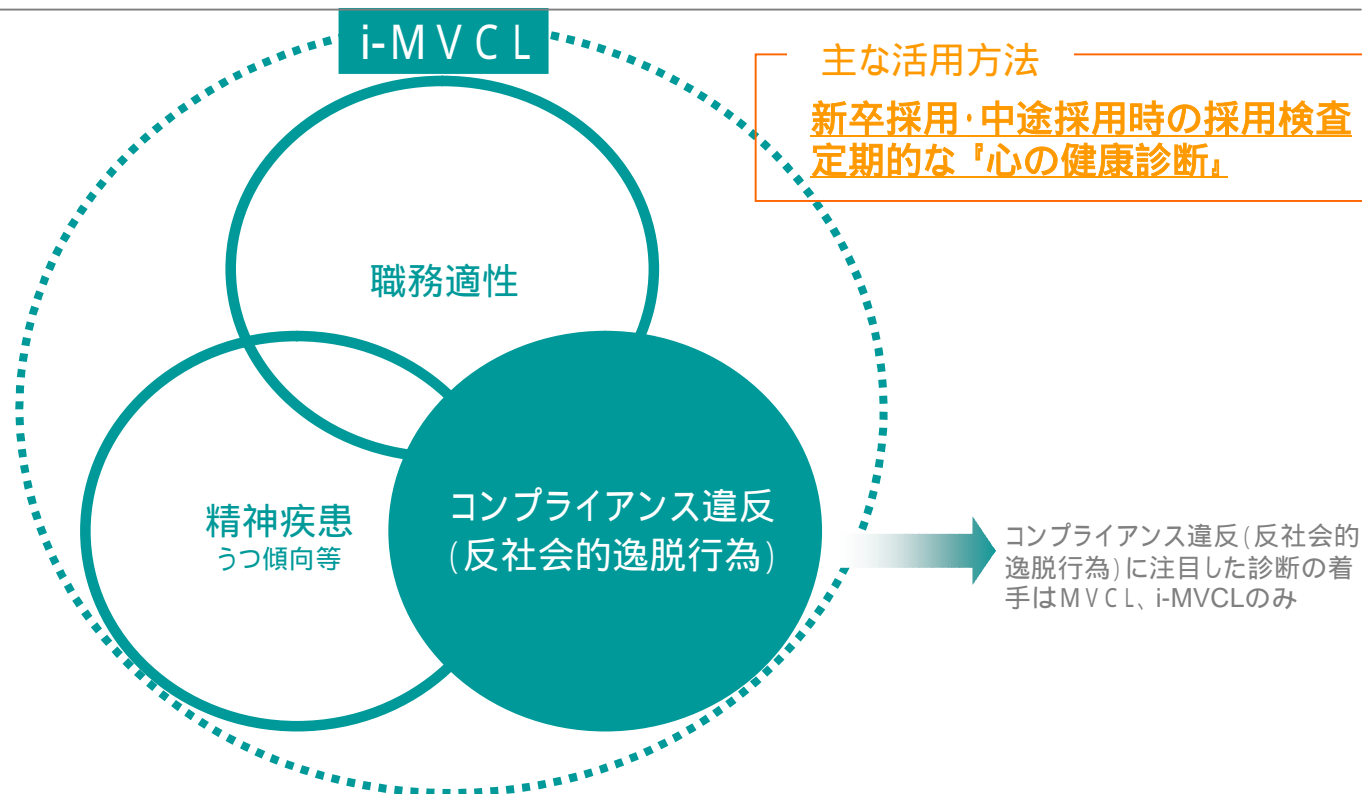 i-MVCL
主な活用方法
新卒採用・中途採用時の採用検査
定期的な『心の健康診断』
職務適性
精神疾患
うつ傾向等
コンプライアンス違反
(反社会的逸脱行為)
コンプライアンス違反(反社会的
逸脱行為)に注目した診断の着
手はMVCL、i-MVCLのみ